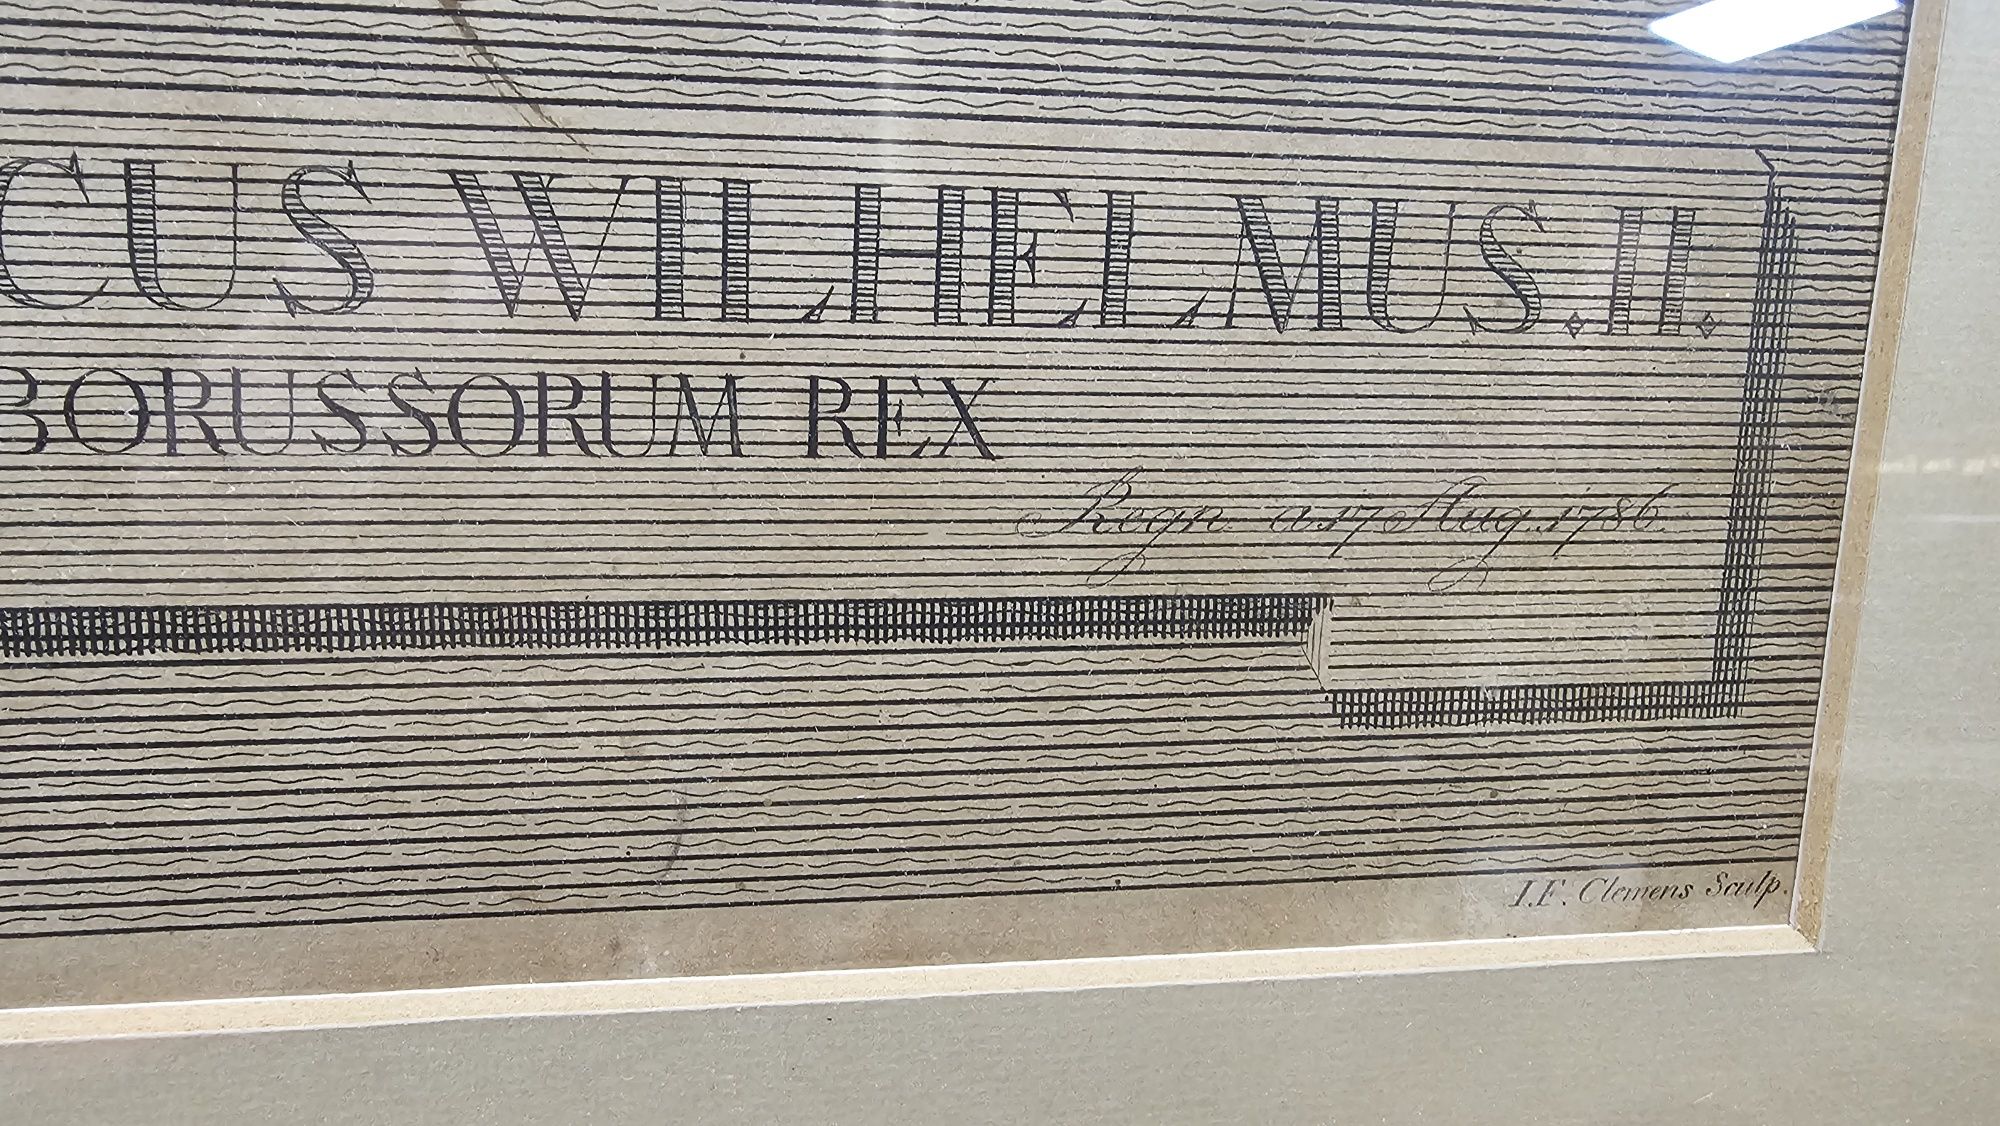 CUS WILHELMUS. II.
BORUSSORUM REX
Regn. a. 17 Aug. 1786.
I.F. Clemens Sculp.